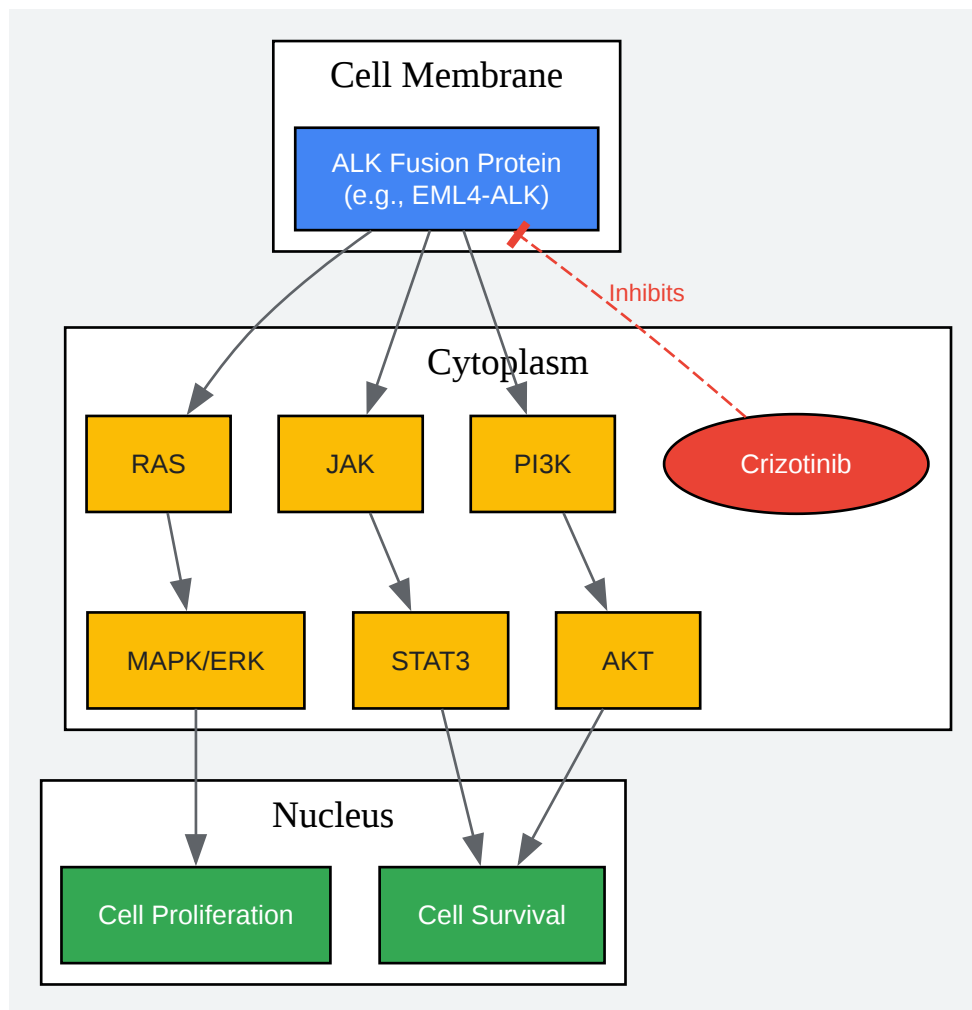 Cell Membrane
ALK Fusion Protein
(e.g., EML4-ALK)
Inhibits
Cytoplasm
RAS
JAK
PI3K
Crizotinib
MAPK/ERK
STAT3
AKT
Nucleus
Cell Proliferation
Cell Survival